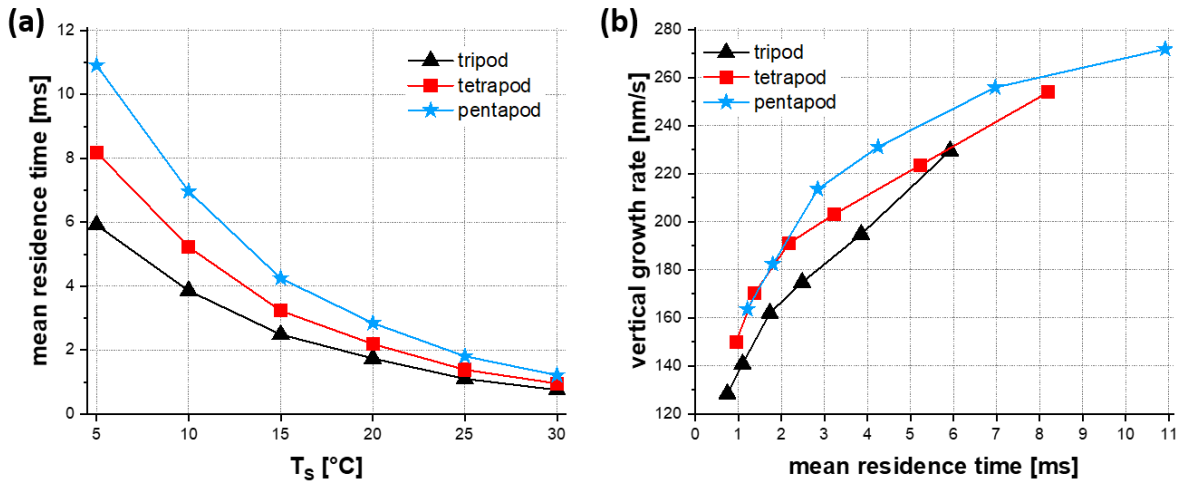 (a)
mean residence time [ms]
12
10
8
6
4
2
0
5 10 15 20 25 30
T_S [°C]
tripod
tetrapod
pentapod
(b)
vertical growth rate [nm/s]
280
260
240
220
200
180
160
140
120
0 1 2 3 4 5 6 7 8 9 10 11
mean residence time [ms]
tripod
tetrapod
pentapod